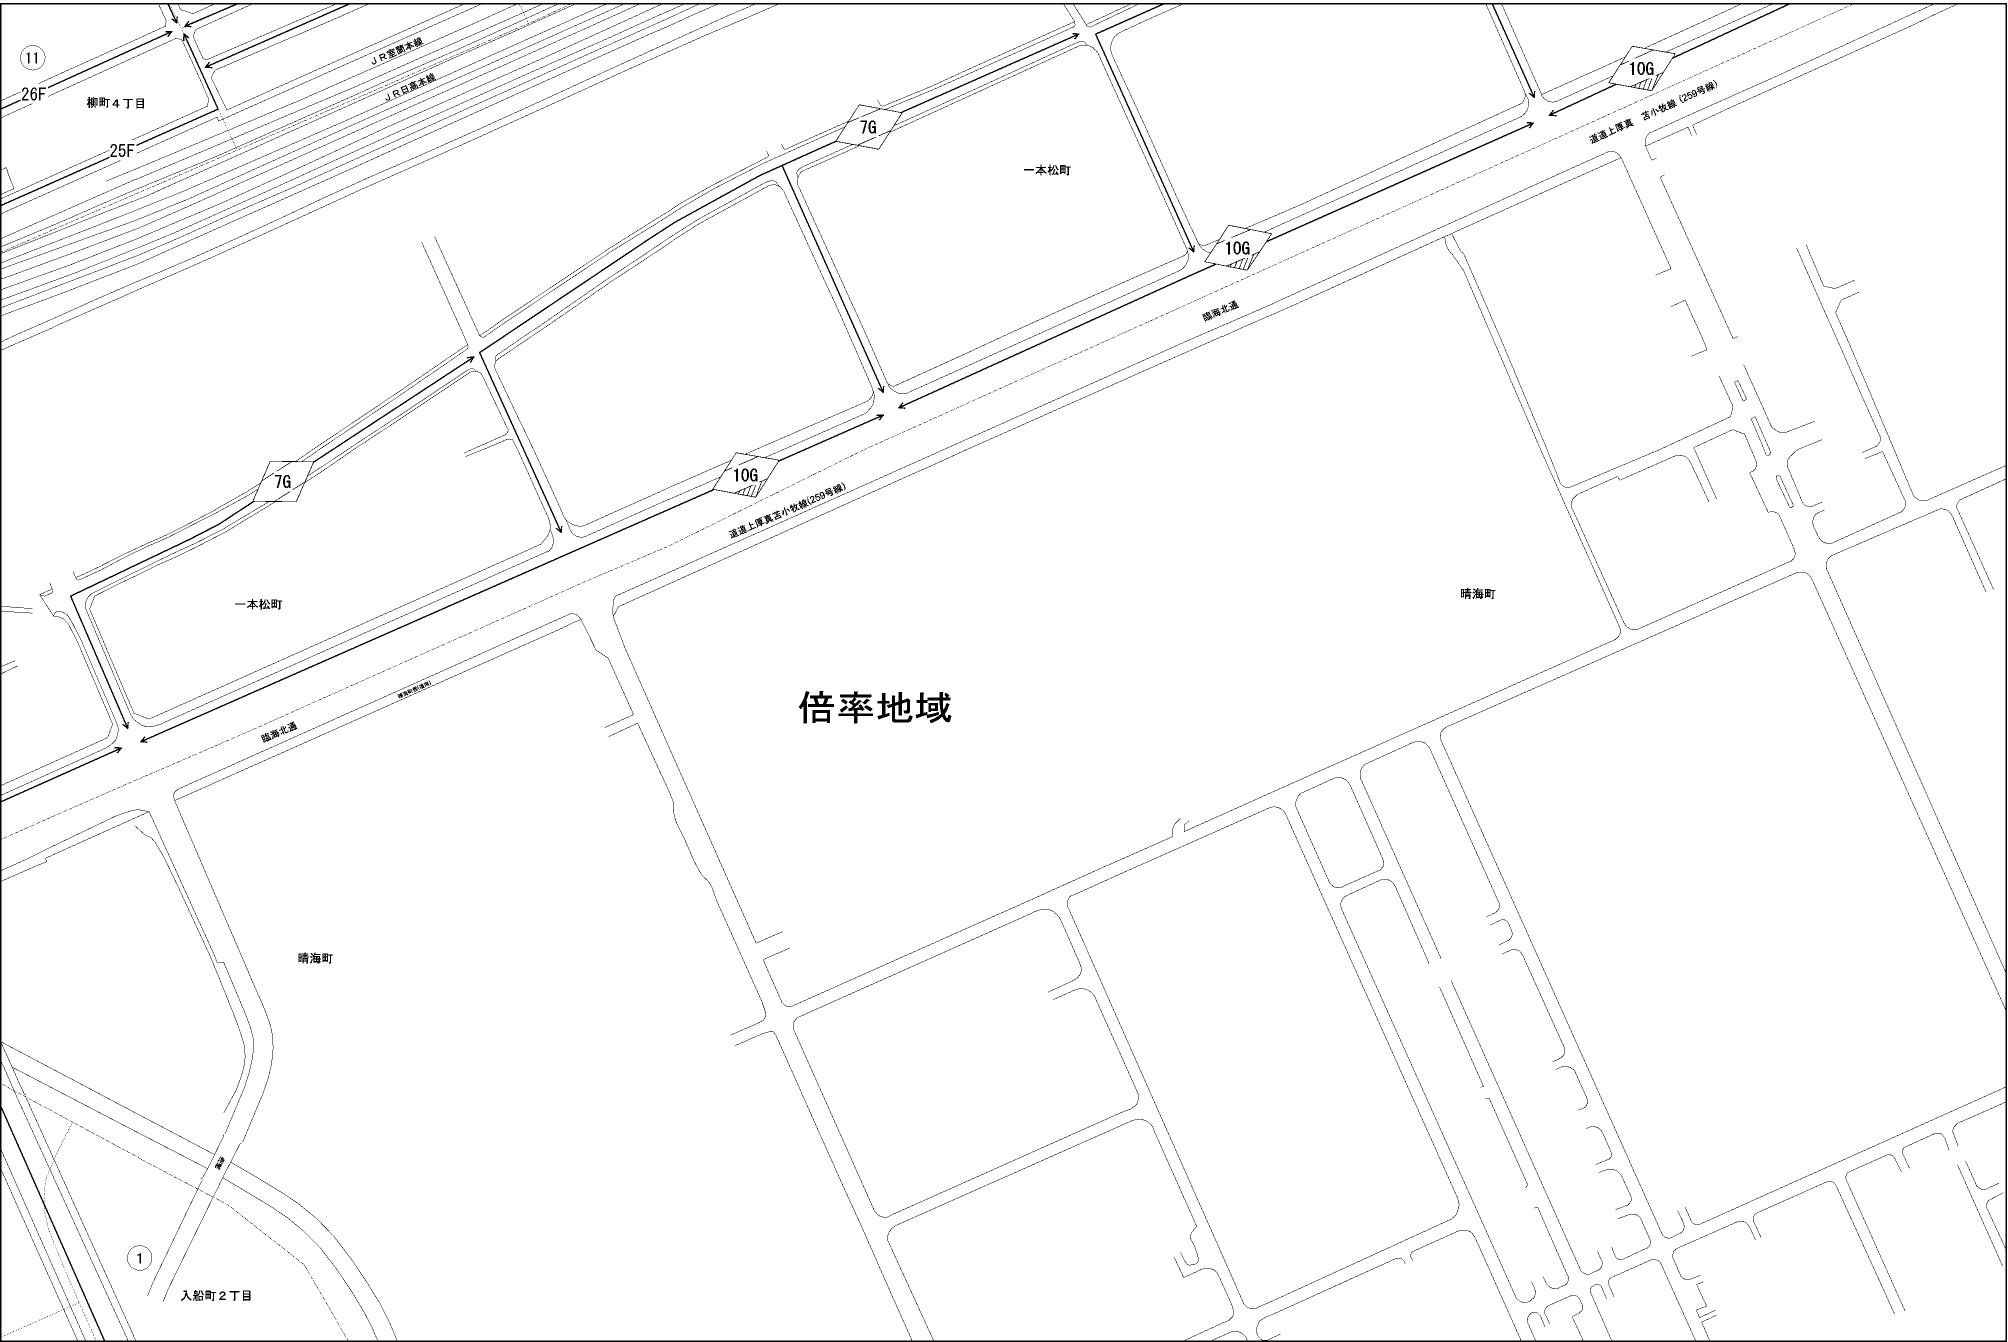 11
26F
柳町４丁目
25F
ＪＲ室蘭本線
ＪＲ日高本線
10G
道道上厚真　苫小牧線(259号線)
7G
一本松町
10G
臨海北通
7G
10G
道道上厚真苫小牧線(259号線)
一本松町
晴海町
倍率地域
臨海北通
晴海町
1
入船町２丁目